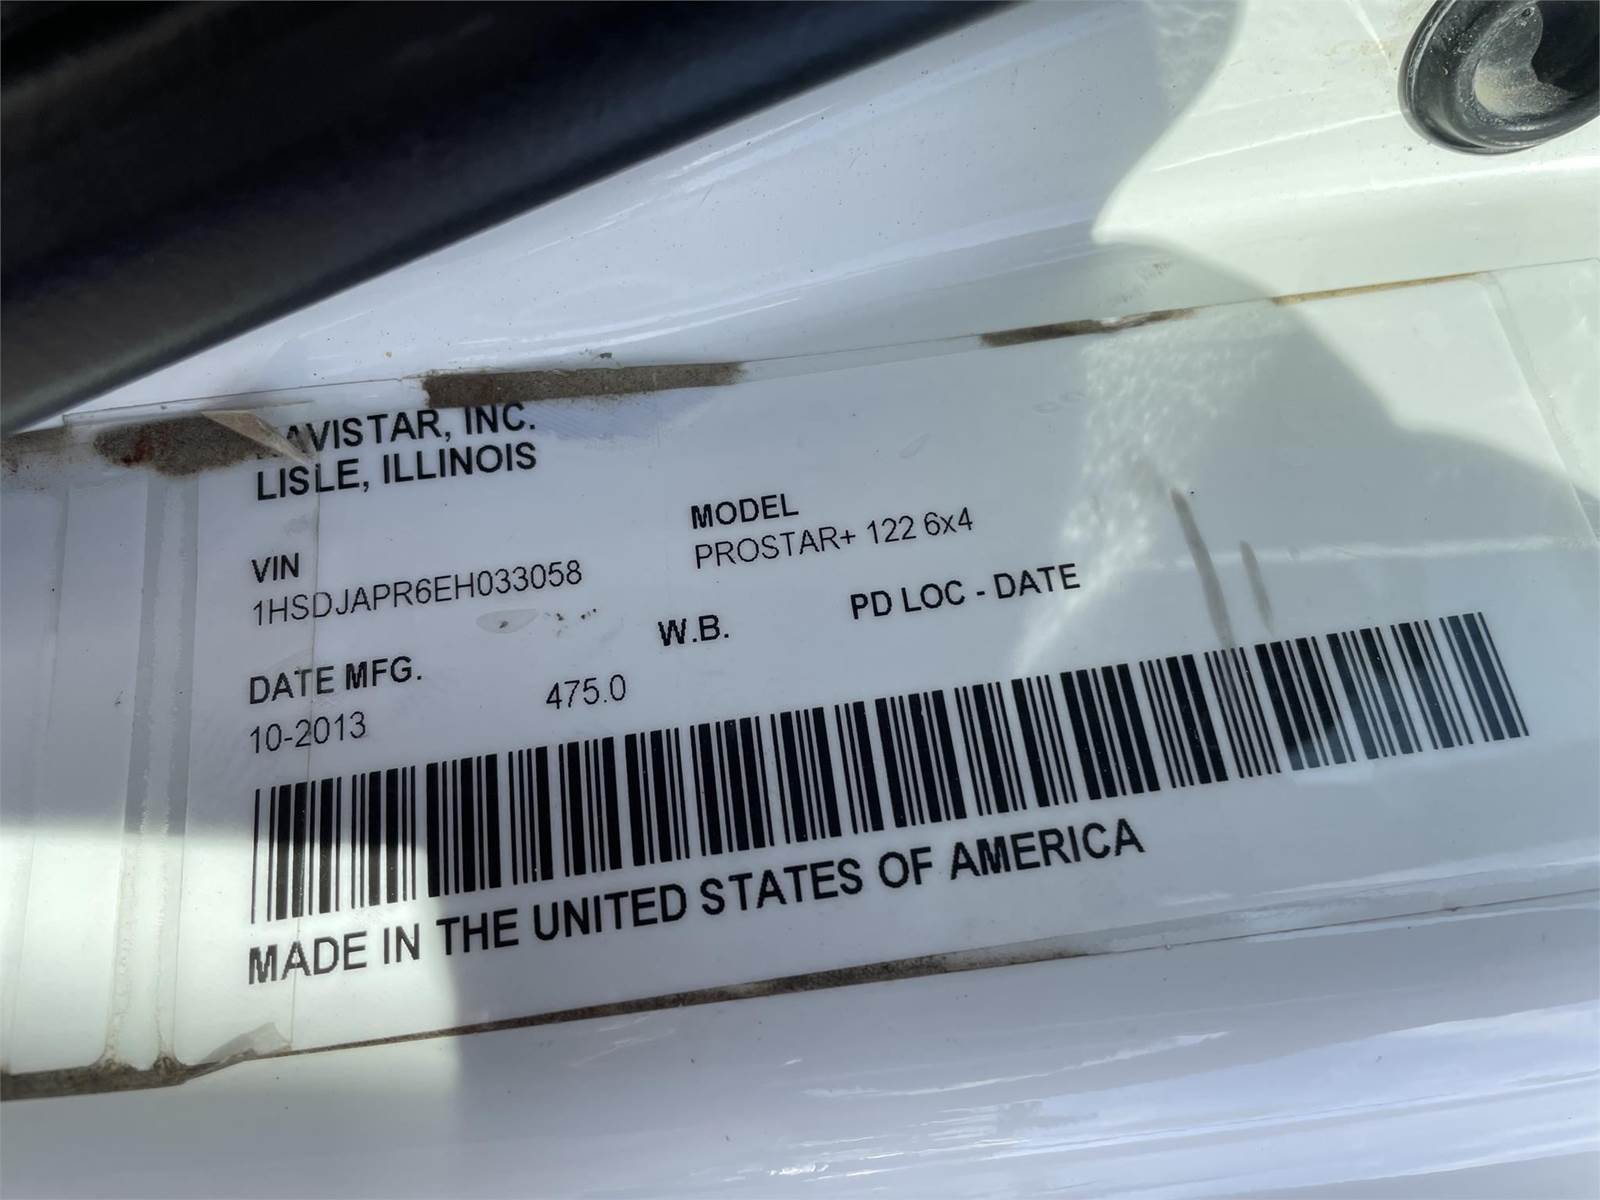 AVISTAR, INC.
LISLE, ILLINOIS
VIN
1HSDJAPR6EH033058
MODEL
PROSTAR+ 122 6x4
DATE MFG.
10-2013
W.B.
475.0
PD LOC - DATE
MADE IN THE UNITED STATES OF AMERICA